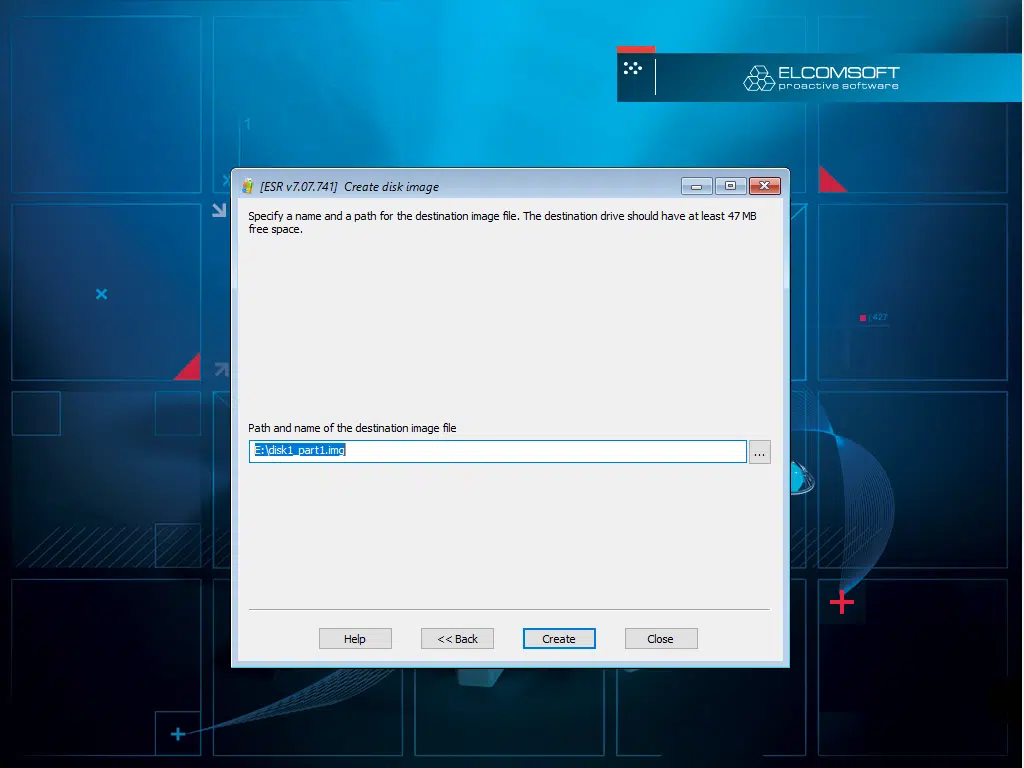 ELCOMSOFT
proactive software
1
[ESR v7.07.741]  Create disk image
Specify a name and a path for the destination image file. The destination drive should have at least 47 MB
free space.
427
Path and name of the destination image file
E:\disk1_part1.img
...
Help
<< Back
Create
Close